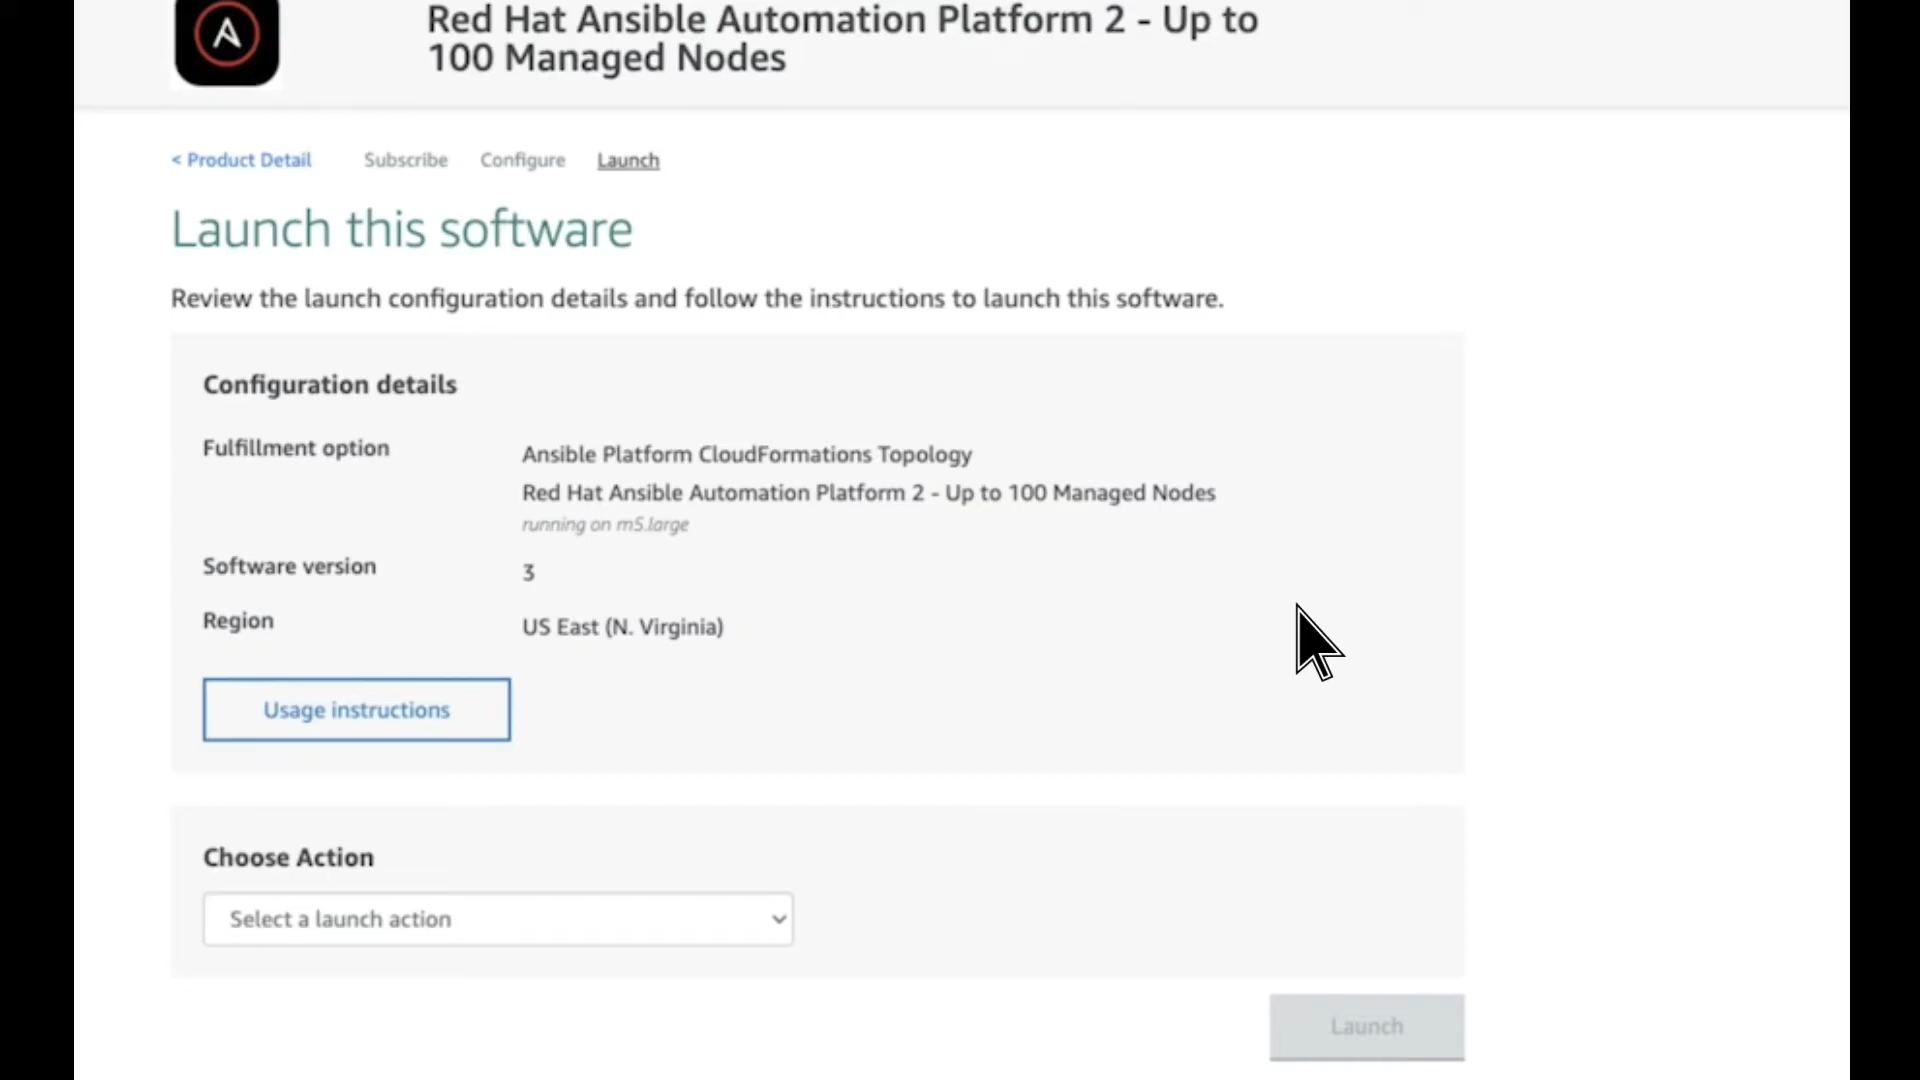 Red Hat Ansible Automation Platform 2 - Up to
100 Managed Nodes
< Product Detail Subscribe Configure Launch
Launch this software
Review the launch configuration details and follow the instructions to launch this software.
Configuration details
Fulfillment option
Ansible Platform CloudFormations Topology
Red Hat Ansible Automation Platform 2 - Up to 100 Managed Nodes
running on m5.large
Software version
3
Region
US East (N. Virginia)
Usage instructions
Choose Action
Select a launch action
Launch